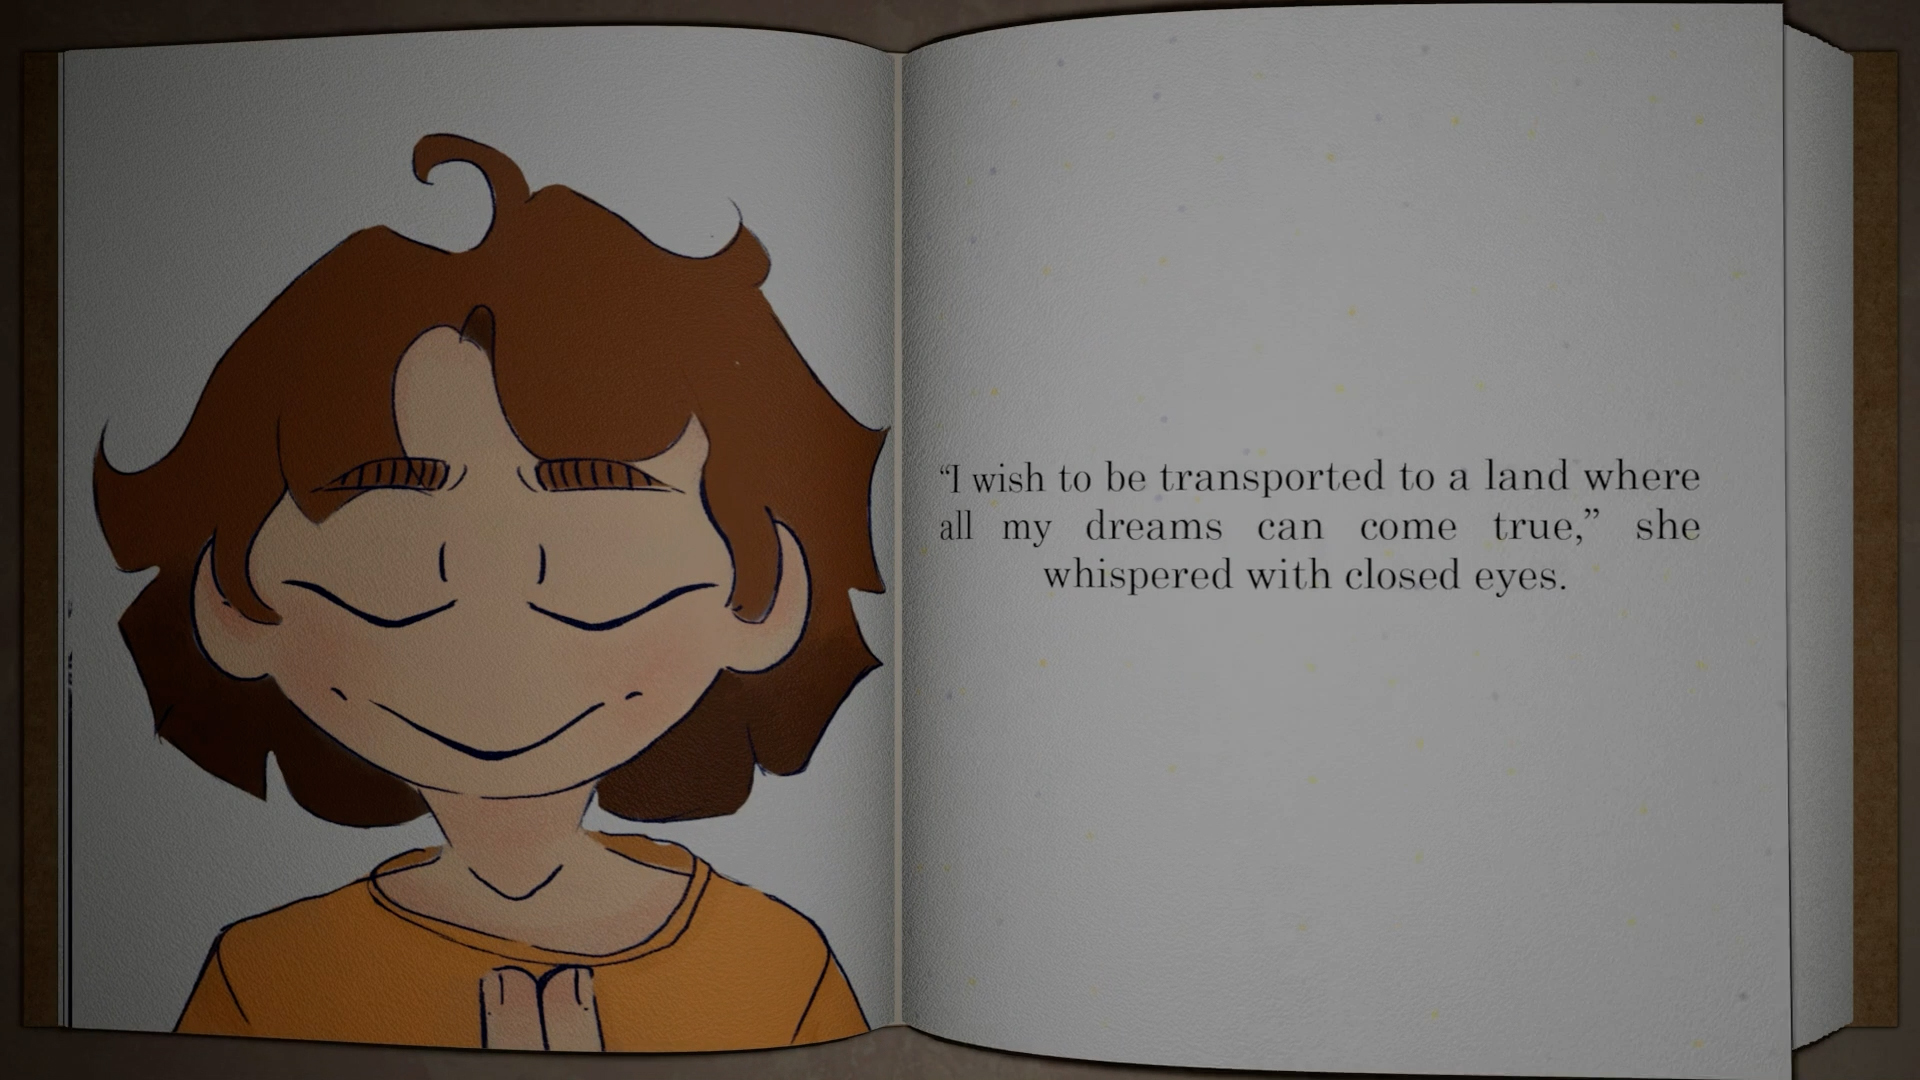 “I wish to be transported to a land where
all my dreams can come true,” she
whispered with closed eyes.